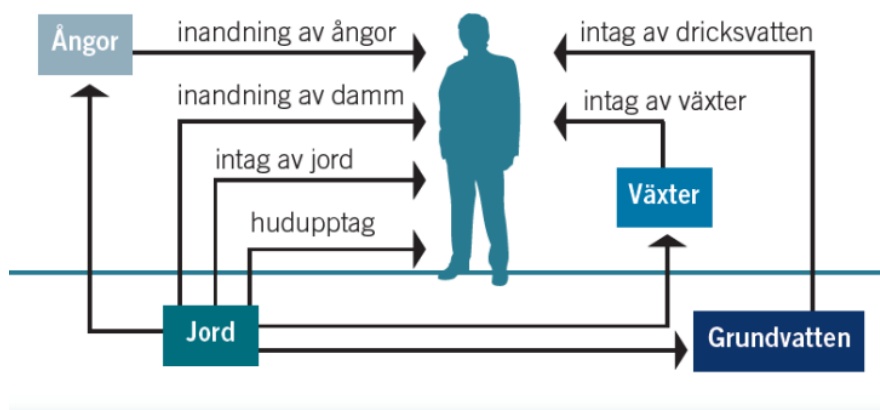 Ångor
inandning av ångor
intag av dricksvatten
inandning av damm
intag av växter
intag av jord
Växter
hudupptag
Jord
Grundvatten